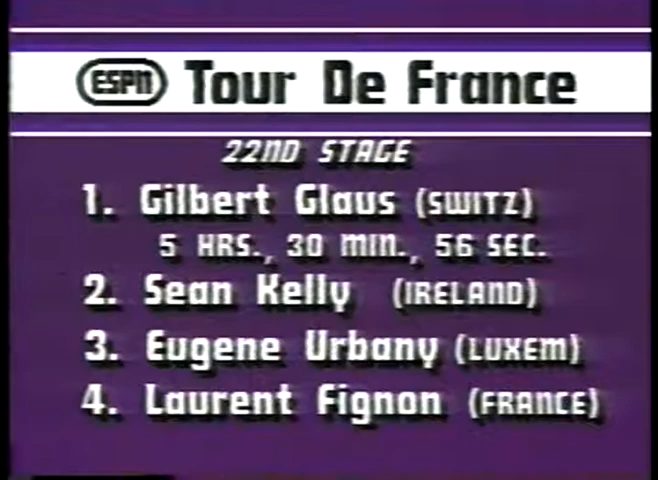 ESPN Tour De France
22ND STAGE
1. Gilbert Glaus (SWITZ)
5 HRS., 30 MIN., 56 SEC.
2. Sean Kelly (IRELAND)
3. Eugene Urbany (LUXEM)
4. Laurent Fignon (FRANCE)